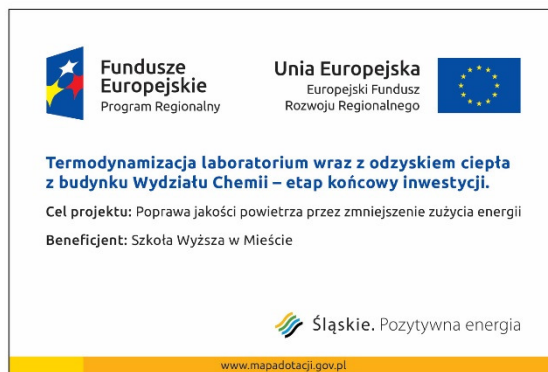 Fundusze
Europejskie
Program Regionalny
Unia Europejska
Europejski Fundusz
Rozwoju Regionalnego
Termodynamizacja laboratorium wraz z odzyskiem ciepła
z budynku Wydziału Chemii – etap końcowy inwestycji.
Cel projektu: Poprawa jakości powietrza przez zmniejszenie zużycia energii
Beneficjent: Szkoła Wyższa w Mieście
Śląskie. Pozytywna energia
www.mapadotacji.gov.pl